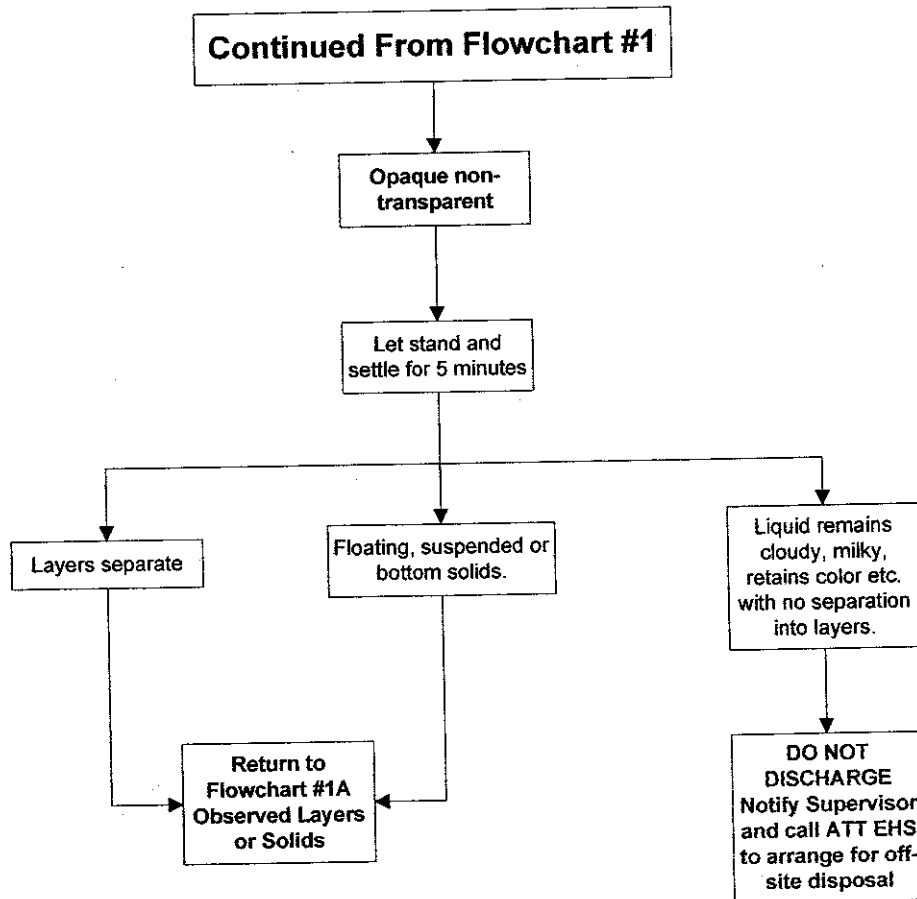 Continued From Flowchart #1
Opaque non-
transparent
Let stand and
settle for 5 minutes
Layers separate
Floating, suspended or
bottom solids.
Liquid remains
cloudy, milky,
retains color etc.
with no separation
into layers.
Return to
Flowchart #1A
Observed Layers
or Solids
DO NOT
DISCHARGE
Notify Supervisor
and call ATT EHS
to arrange for off-
site disposal